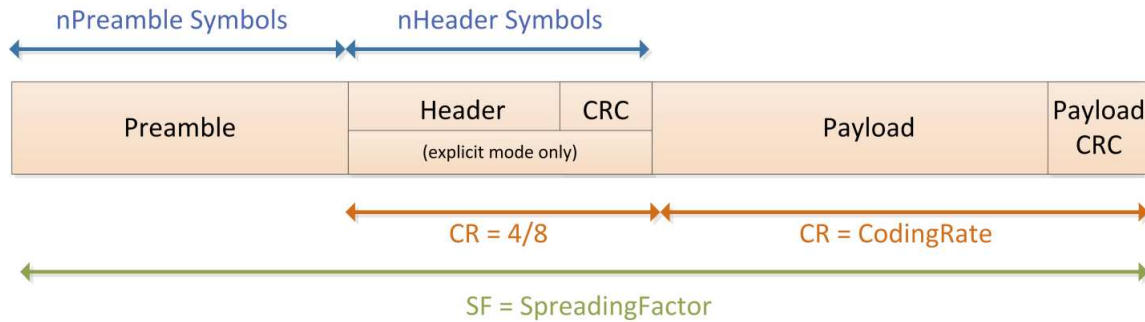 nPreamble Symbols
nHeader Symbols
Preamble
Header
CRC
(explicit mode only)
Payload
Payload
CRC
CR = 4/8
CR = CodingRate
SF = SpreadingFactor